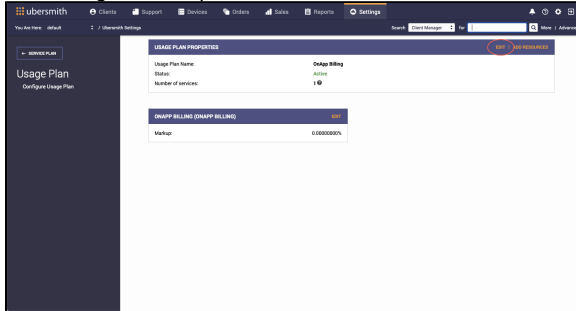 ubersmith Clients Support Devices Orders Sales Reports Settings
You Are Here: default / Ubersmith Settings Search Client Manager for More | Advanced
← SERVICE PLAN
Usage Plan
Configure Usage Plan
USAGE PLAN PROPERTIES EDIT | ADD RESOURCES
Usage Plan Name: OnApp Billing
Status: Active
Number of services: 1
ONAPP BILLING (ONAPP BILLING) EDIT
Markup: 0.00000000%